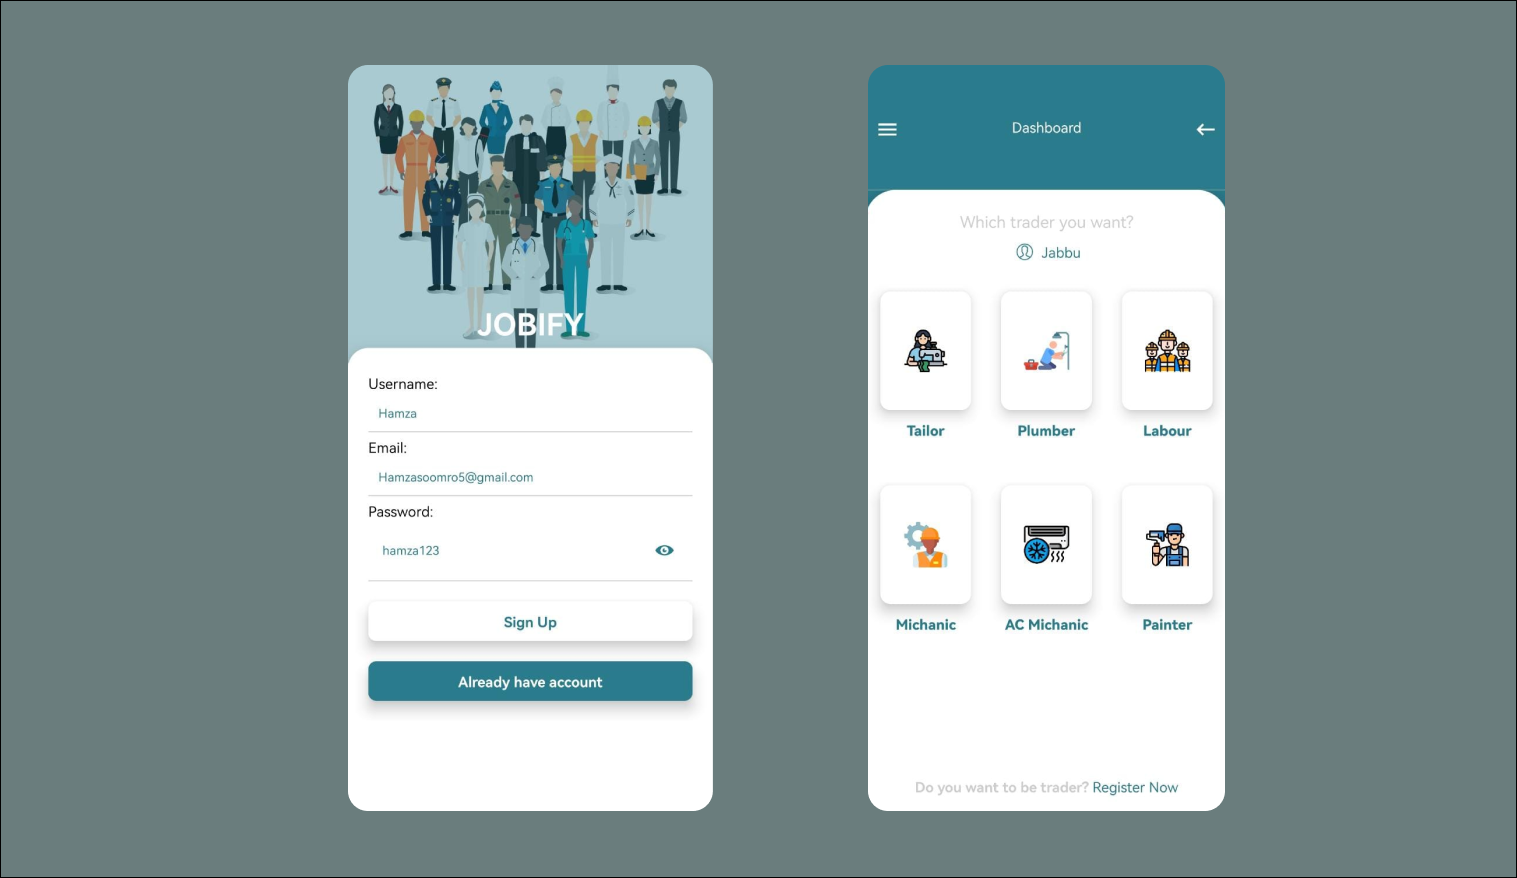 JOBIFY
Username:
Hamza
Email:
Hamzasoomro5@gmail.com
Password:
hamza123
Sign Up
Already have account
Dashboard
Which trader you want?
Jabbu
Tailor
Plumber
Labour
Michanic
AC Michanic
Painter
Do you want to be trader? Register Now